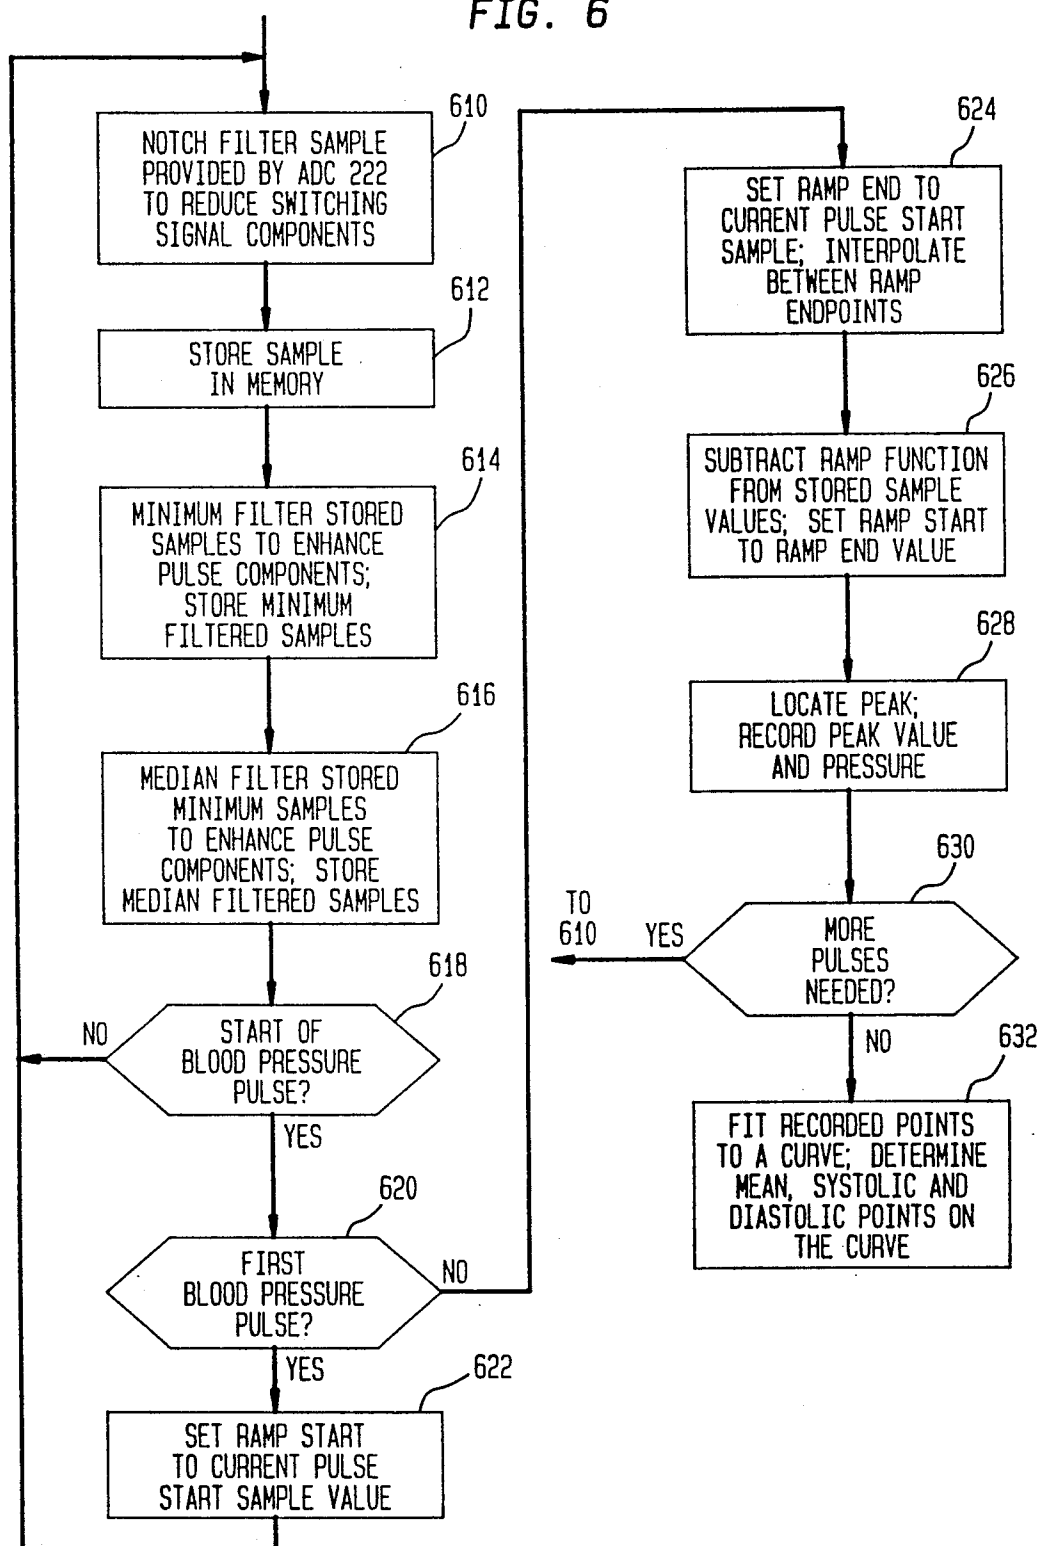 FIG. 6
610
NOTCH FILTER SAMPLE
PROVIDED BY ADC 222
TO REDUCE SWITCHING
SIGNAL COMPONENTS
612
STORE SAMPLE
IN MEMORY
614
MINIMUM FILTER STORED
SAMPLES TO ENHANCE
PULSE COMPONENTS;
STORE MINIMUM
FILTERED SAMPLES
616
MEDIAN FILTER STORED
MINIMUM SAMPLES
TO ENHANCE PULSE
COMPONENTS; STORE
MEDIAN FILTERED SAMPLES
618
START OF
BLOOD PRESSURE
PULSE?
NO
YES
620
FIRST
BLOOD PRESSURE
PULSE?
NO
YES
622
SET RAMP START
TO CURRENT PULSE
START SAMPLE VALUE
624
SET RAMP END TO
CURRENT PULSE START
SAMPLE; INTERPOLATE
BETWEEN RAMP
ENDPOINTS
626
SUBTRACT RAMP FUNCTION
FROM STORED SAMPLE
VALUES; SET RAMP START
TO RAMP END VALUE
628
LOCATE PEAK;
RECORD PEAK VALUE
AND PRESSURE
630
MORE
PULSES
NEEDED?
TO
610
YES
NO
632
FIT RECORDED POINTS
TO A CURVE; DETERMINE
MEAN, SYSTOLIC AND
DIASTOLIC POINTS ON
THE CURVE